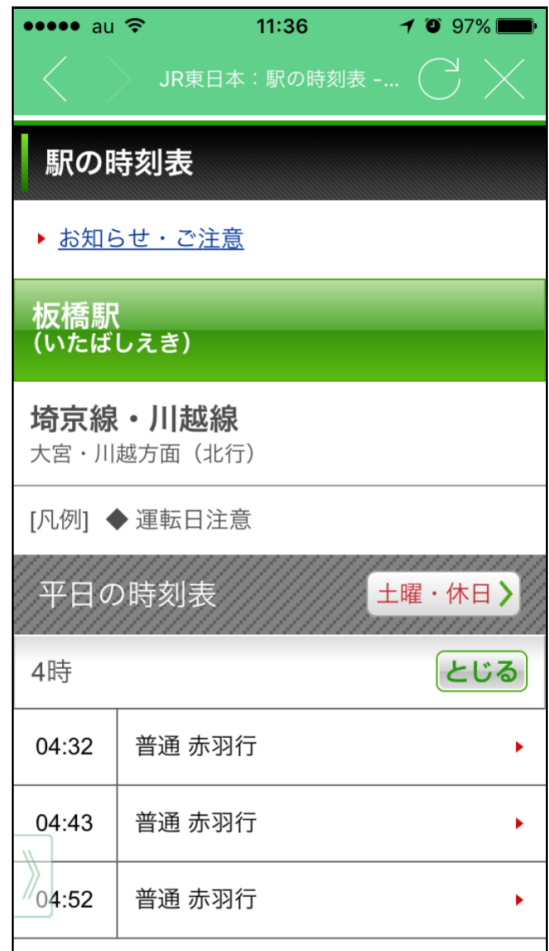 au 11:36 97%
JR東日本：駅の時刻表 -...
駅の時刻表
お知らせ・ご注意
板橋駅
（いたばしえき）
埼京線・川越線
大宮・川越方面（北行）
[凡例] ◆ 運転日注意
平日の時刻表 土曜・休日
4時 とじる
04:32 普通 赤羽行
04:43 普通 赤羽行
04:52 普通 赤羽行